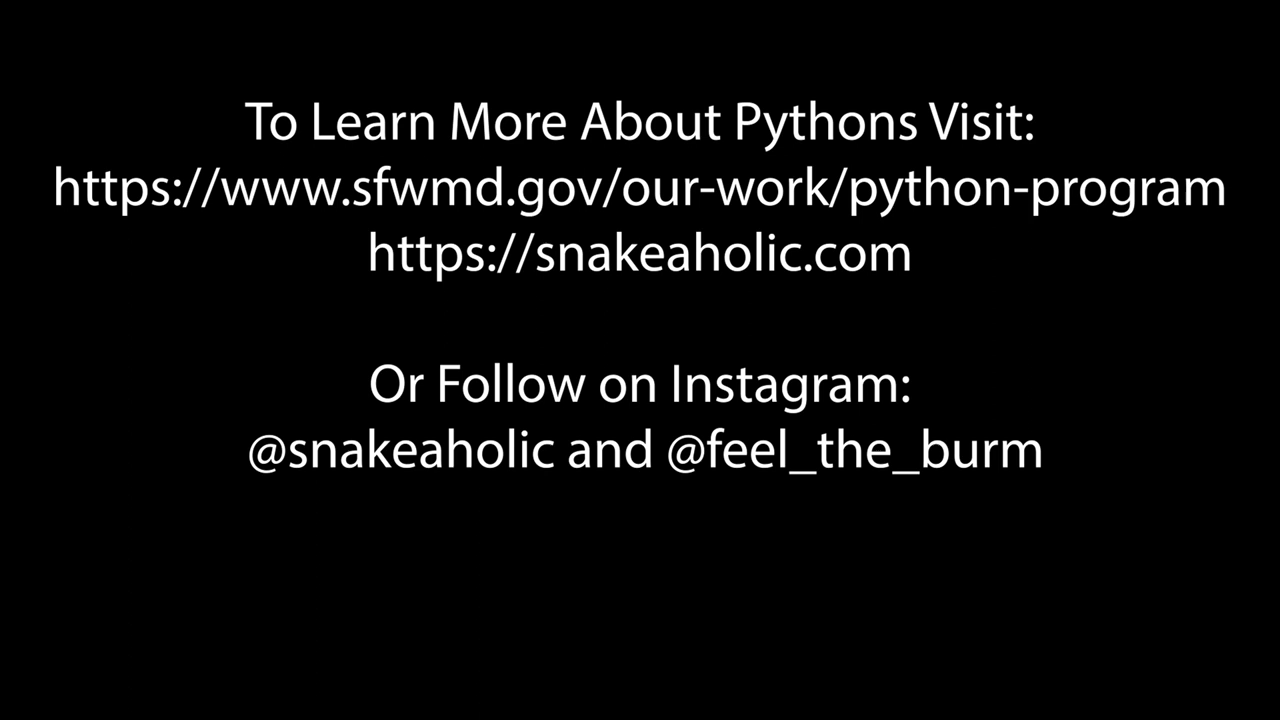 To Learn More About Pythons Visit:
https://www.sfwmd.gov/our-work/python-program
https://snakeaholic.com
Or Follow on Instagram:
@snakeaholic and @feel_the_burm